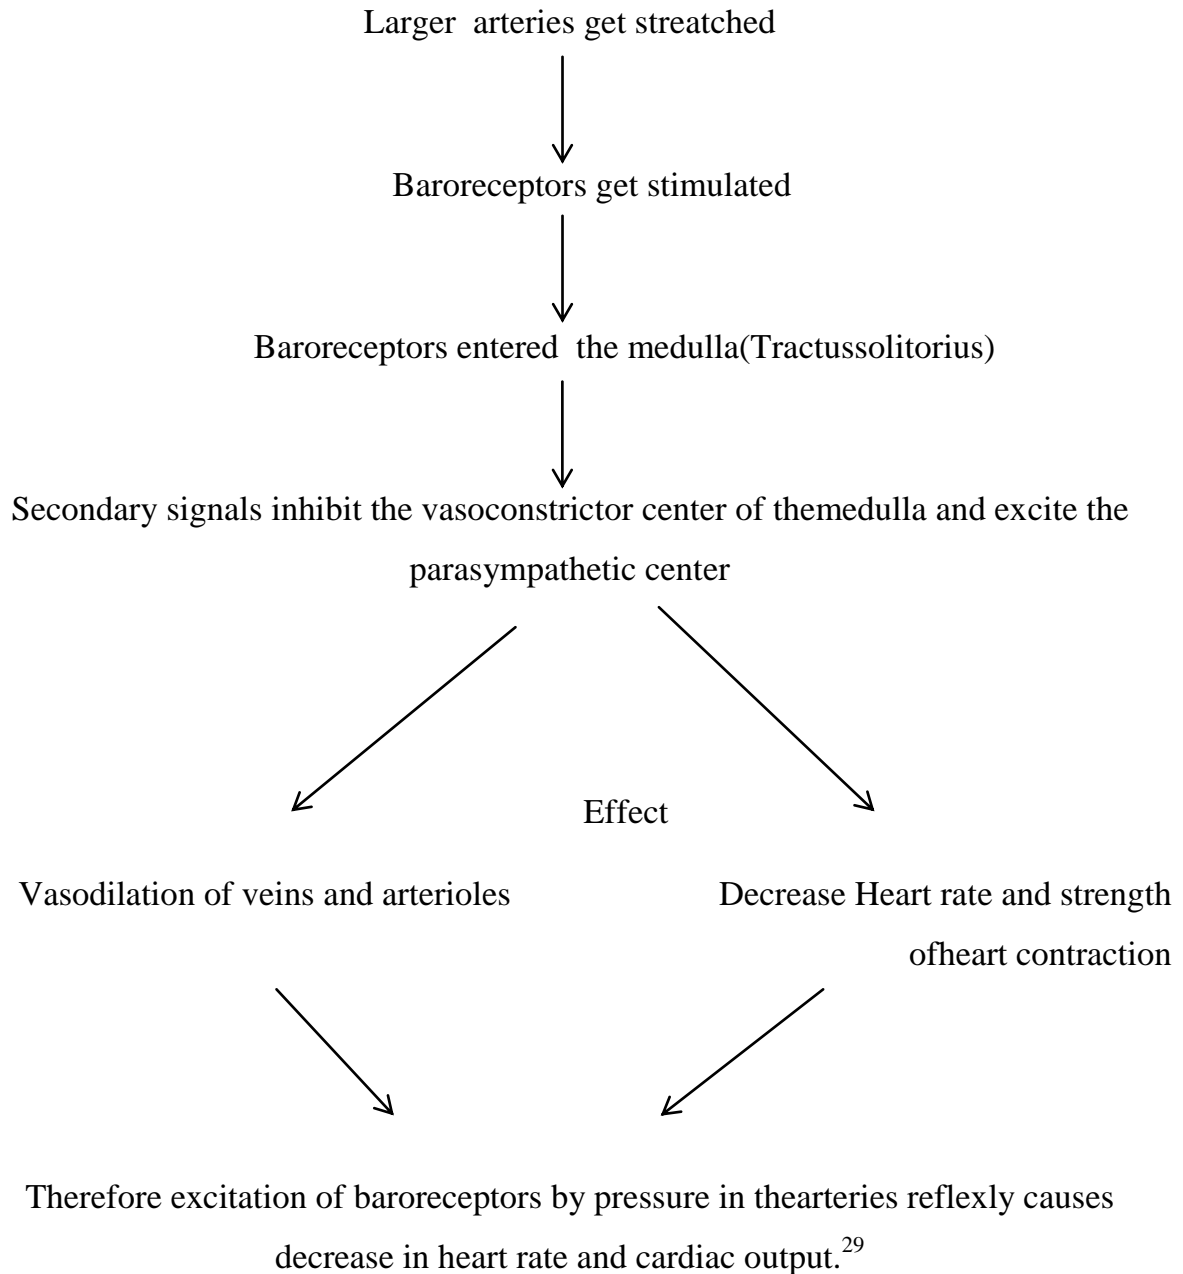 Larger  arteries get streatched
Baroreceptors get stimulated
Baroreceptors entered  the medulla(Tractussolitorius)
Secondary signals inhibit the vasoconstrictor center of themedulla and excite the
parasympathetic center
Effect
Vasodilation of veins and arterioles
Decrease Heart rate and strength
ofheart contraction
Therefore excitation of baroreceptors by pressure in thearteries reflexly causes
decrease in heart rate and cardiac output.29